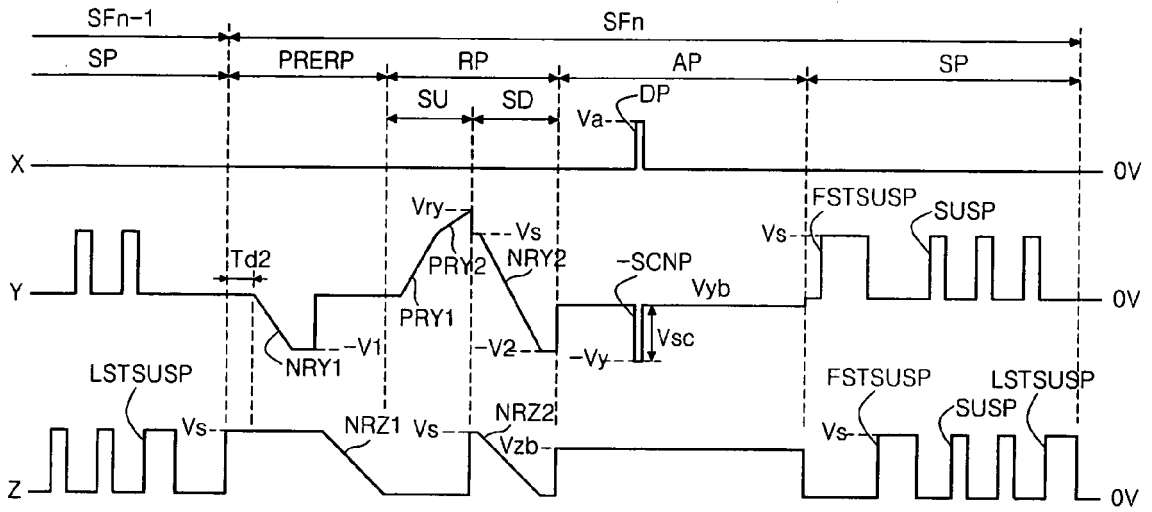 SFn-1 SFn
SP PRERP RP AP SP
SU SD DP
Va
X 0V
Vry FSTSUSP SUSP
Vs Vs
Td2 PRY2 NRY2 -SCNP
Y Vyb 0V
PRY1
-V1 -V2 -Vy Vsc
NRY1
LSTSUSP FSTSUSP LSTSUSP
Vs Vs NRZ2 SUSP
NRZ1 Vzb Vs
Z 0V